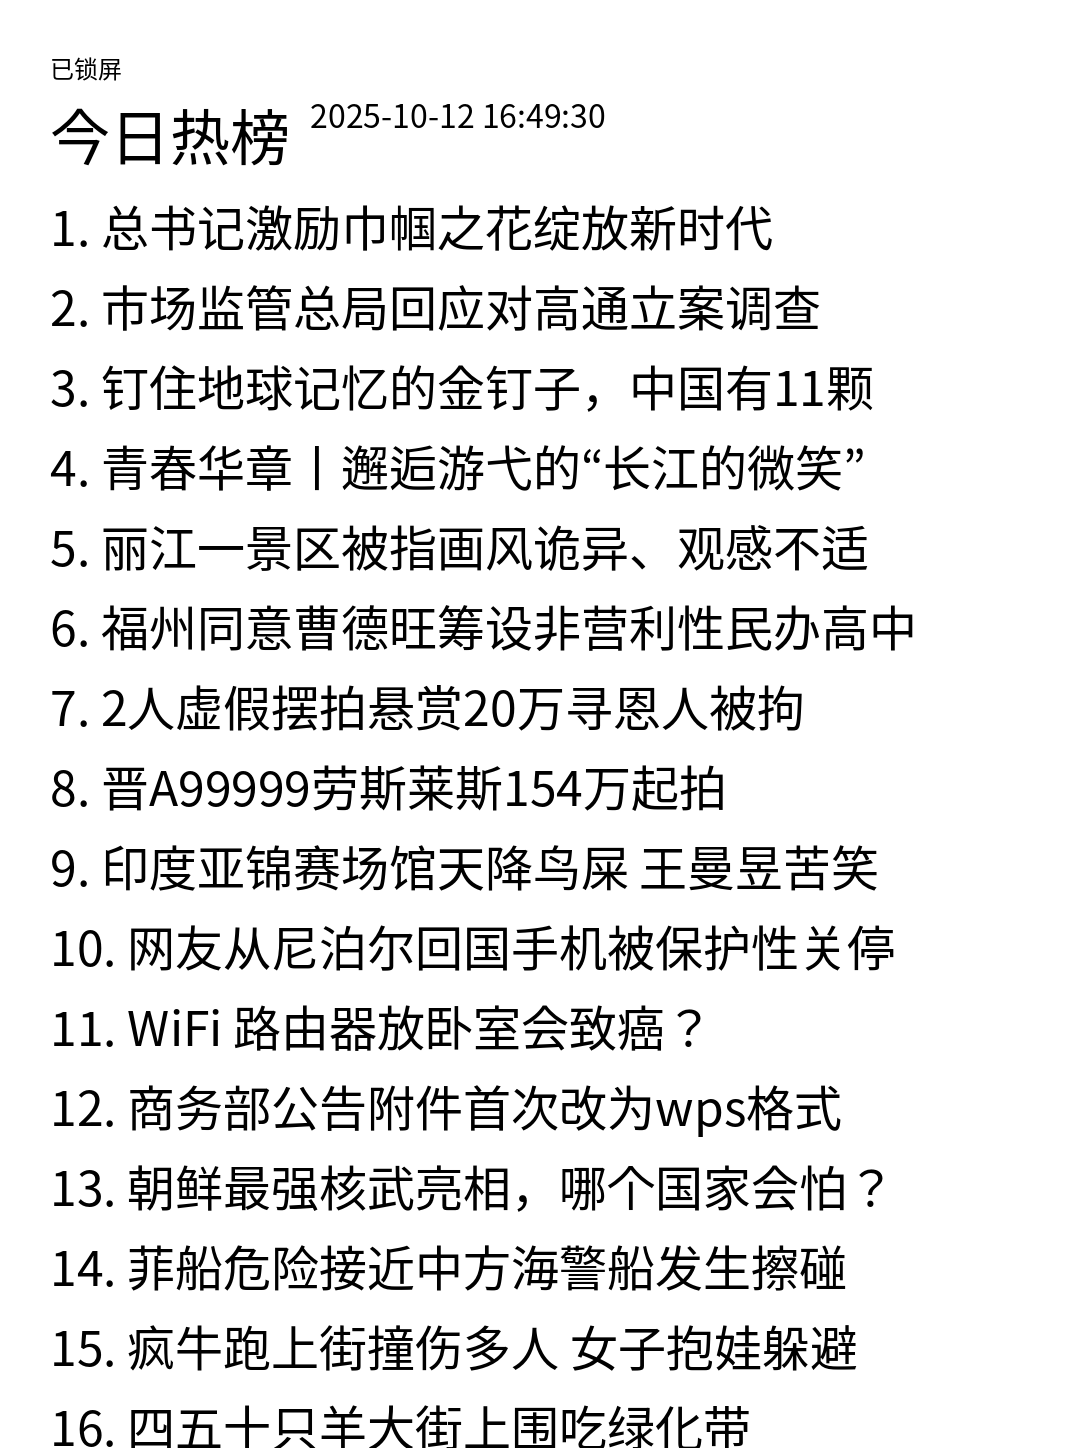 已锁屏
今日热榜 2025-10-12 16:49:30
1. 总书记激励巾帼之花绽放新时代
2. 市场监管总局回应对高通立案调查
3. 钉住地球记忆的金钉子，中国有11颗
4. 青春华章丨邂逅游弋的“长江的微笑”
5. 丽江一景区被指画风诡异、观感不适
6. 福州同意曹德旺筹设非营利性民办高中
7. 2人虚假摆拍悬赏20万寻恩人被拘
8. 晋A99999劳斯莱斯154万起拍
9. 印度亚锦赛场馆天降鸟屎 王曼昱苦笑
10. 网友从尼泊尔回国手机被保护性关停
11. WiFi 路由器放卧室会致癌？
12. 商务部公告附件首次改为wps格式
13. 朝鲜最强核武亮相，哪个国家会怕？
14. 菲船危险接近中方海警船发生擦碰
15. 疯牛跑上街撞伤多人 女子抱娃躲避
16. 四五十只羊大街上围吃绿化带